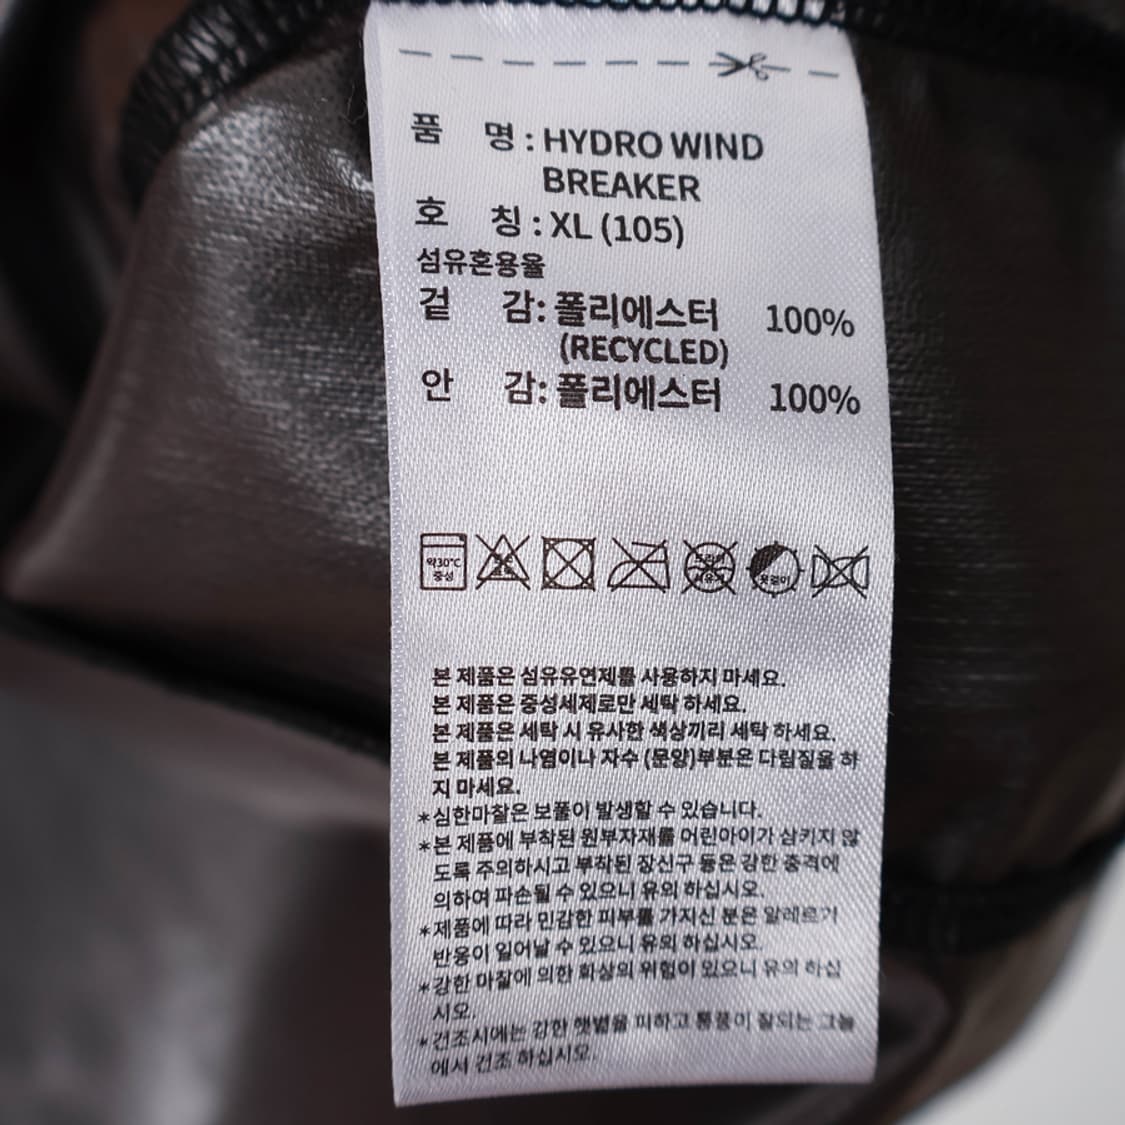 품 명 : HYDRO WIND
BREAKER
호 칭 : XL (105)
섬유혼용율
겉 감: 폴리에스터 100%
(RECYCLED)
안 감: 폴리에스터 100%
약30℃
중성
옷걸이
본 제품은 섬유유연제를 사용하지 마세요.
본 제품은 중성세제로만 세탁 하세요.
본 제품은 세탁 시 유사한 색상끼리 세탁 하세요.
본 제품의 나염이나 자수 (문양)부분은 다림질을 하
지 마세요.
*심한마찰은 보풀이 발생할 수 있습니다.
*본 제품에 부착된 원부자재를 어린아이가 삼키지 않
도록 주의하시고 부착된 장신구 등은 강한 충격에
의하여 파손될 수 있으니 유의 하십시오.
*제품에 따라 민감한 피부를 가지신 분은 알레르기
반응이 일어날 수 있으니 유의 하십시오.
*강한 마찰에 의한 화상의 위험이 있으니 유의 하십
시오.
*건조시에는 강한 햇볕을 피하고 통풍이 잘되는 그늘
에서 건조 하십시오.